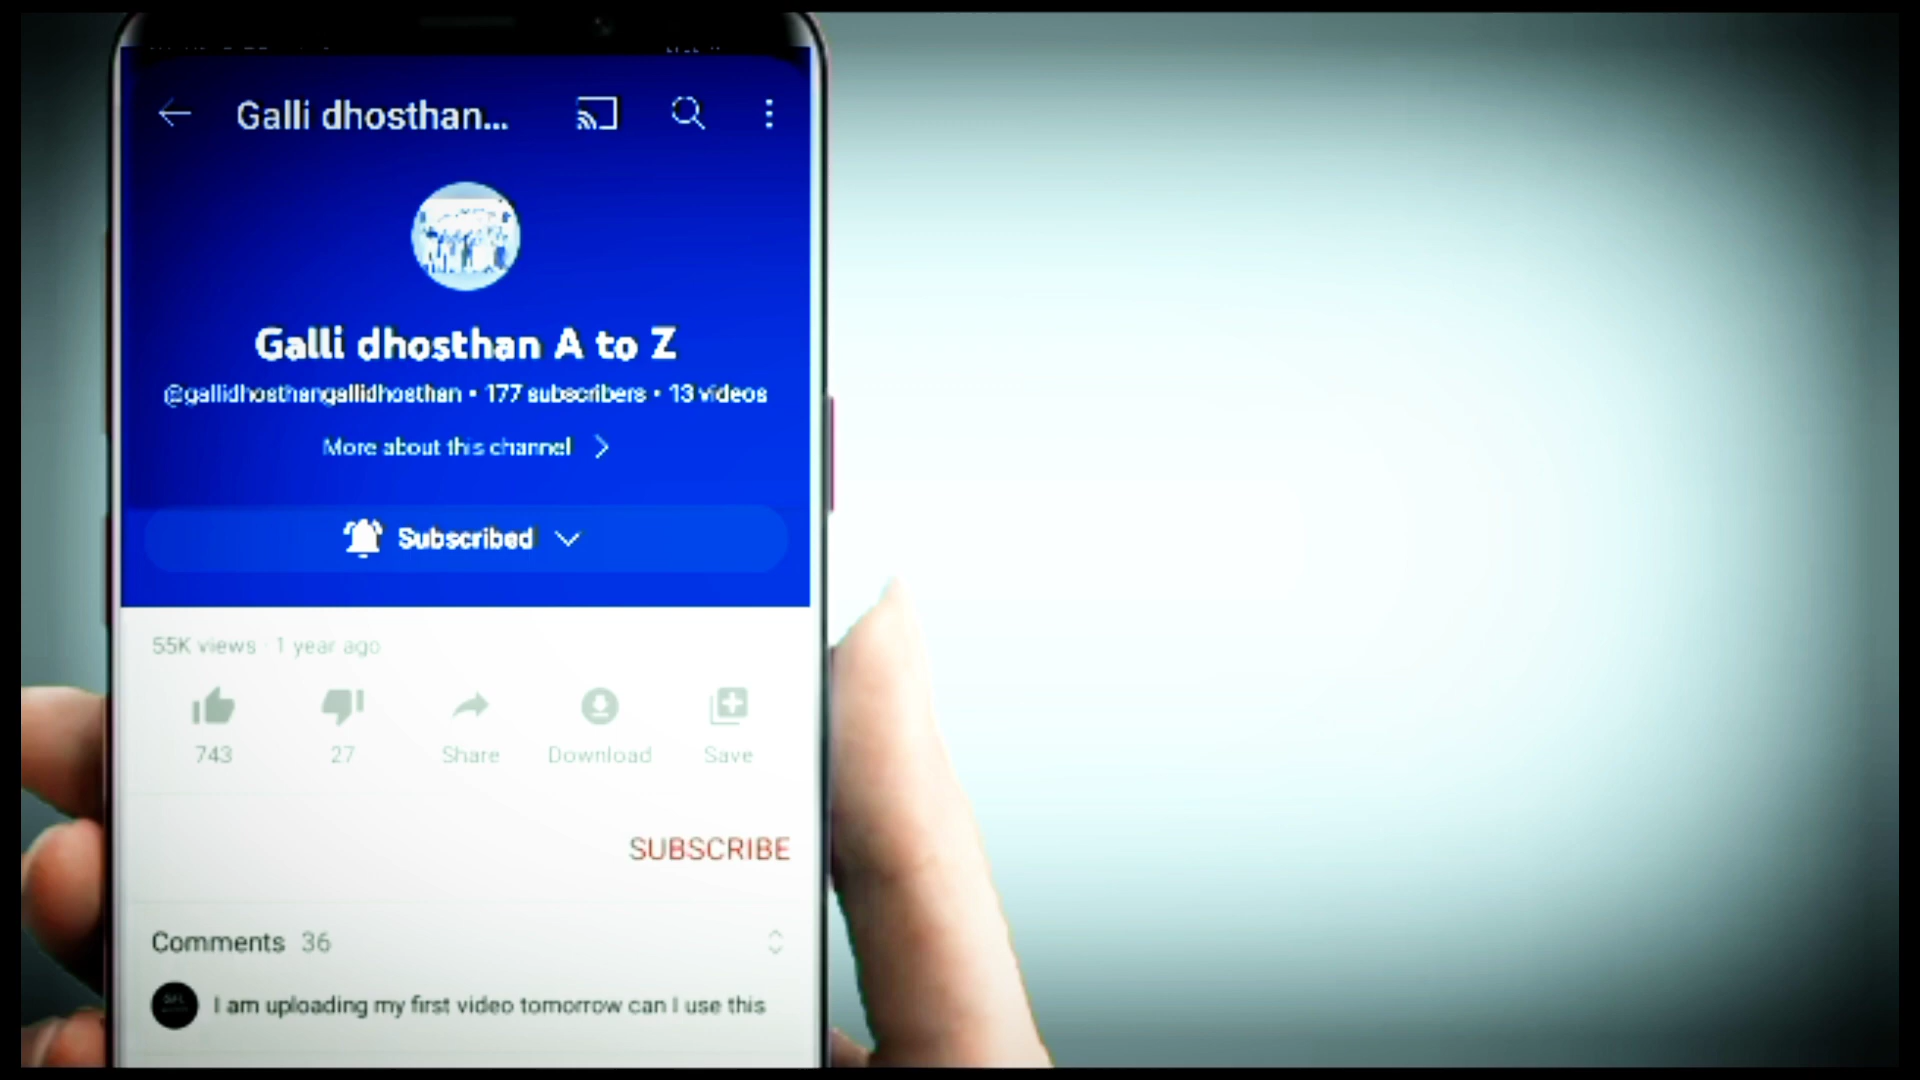 Galli dhosthan...
Galli dhosthan A to Z
@gallidhosthangallidhosthan • 177 subscribers • 13 videos
More about this channel
Subscribed
55K views · 1 year ago
743 27 Share Download Save
SUBSCRIBE
Comments 36
I am uploading my first video tomorrow can I use this